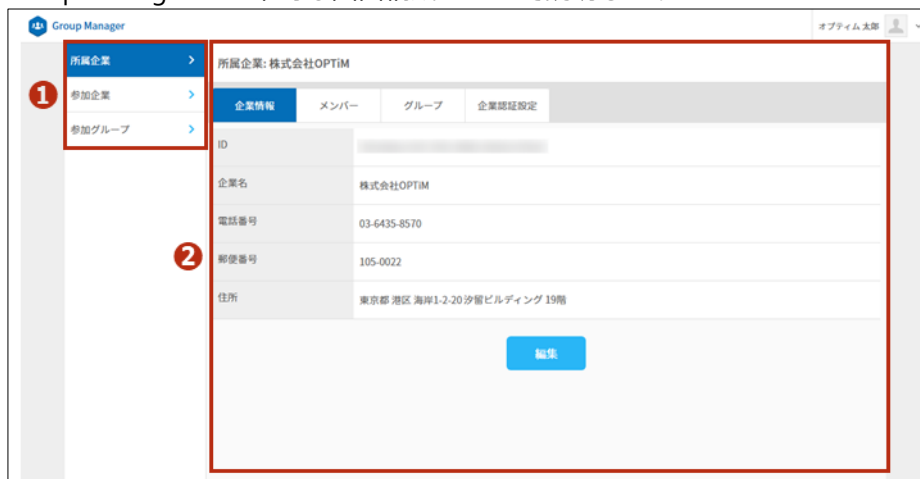 Group Manager
オプティム 太郎
所属企業
参加企業
参加グループ
1
所属企業: 株式会社OPTiM
企業情報 メンバー グループ 企業認証設定
ID
企業名 株式会社OPTiM
電話番号 03-6435-8570
2
郵便番号 105-0022
住所 東京都 港区 海岸1-2-20 汐留ビルディング 19階
編集